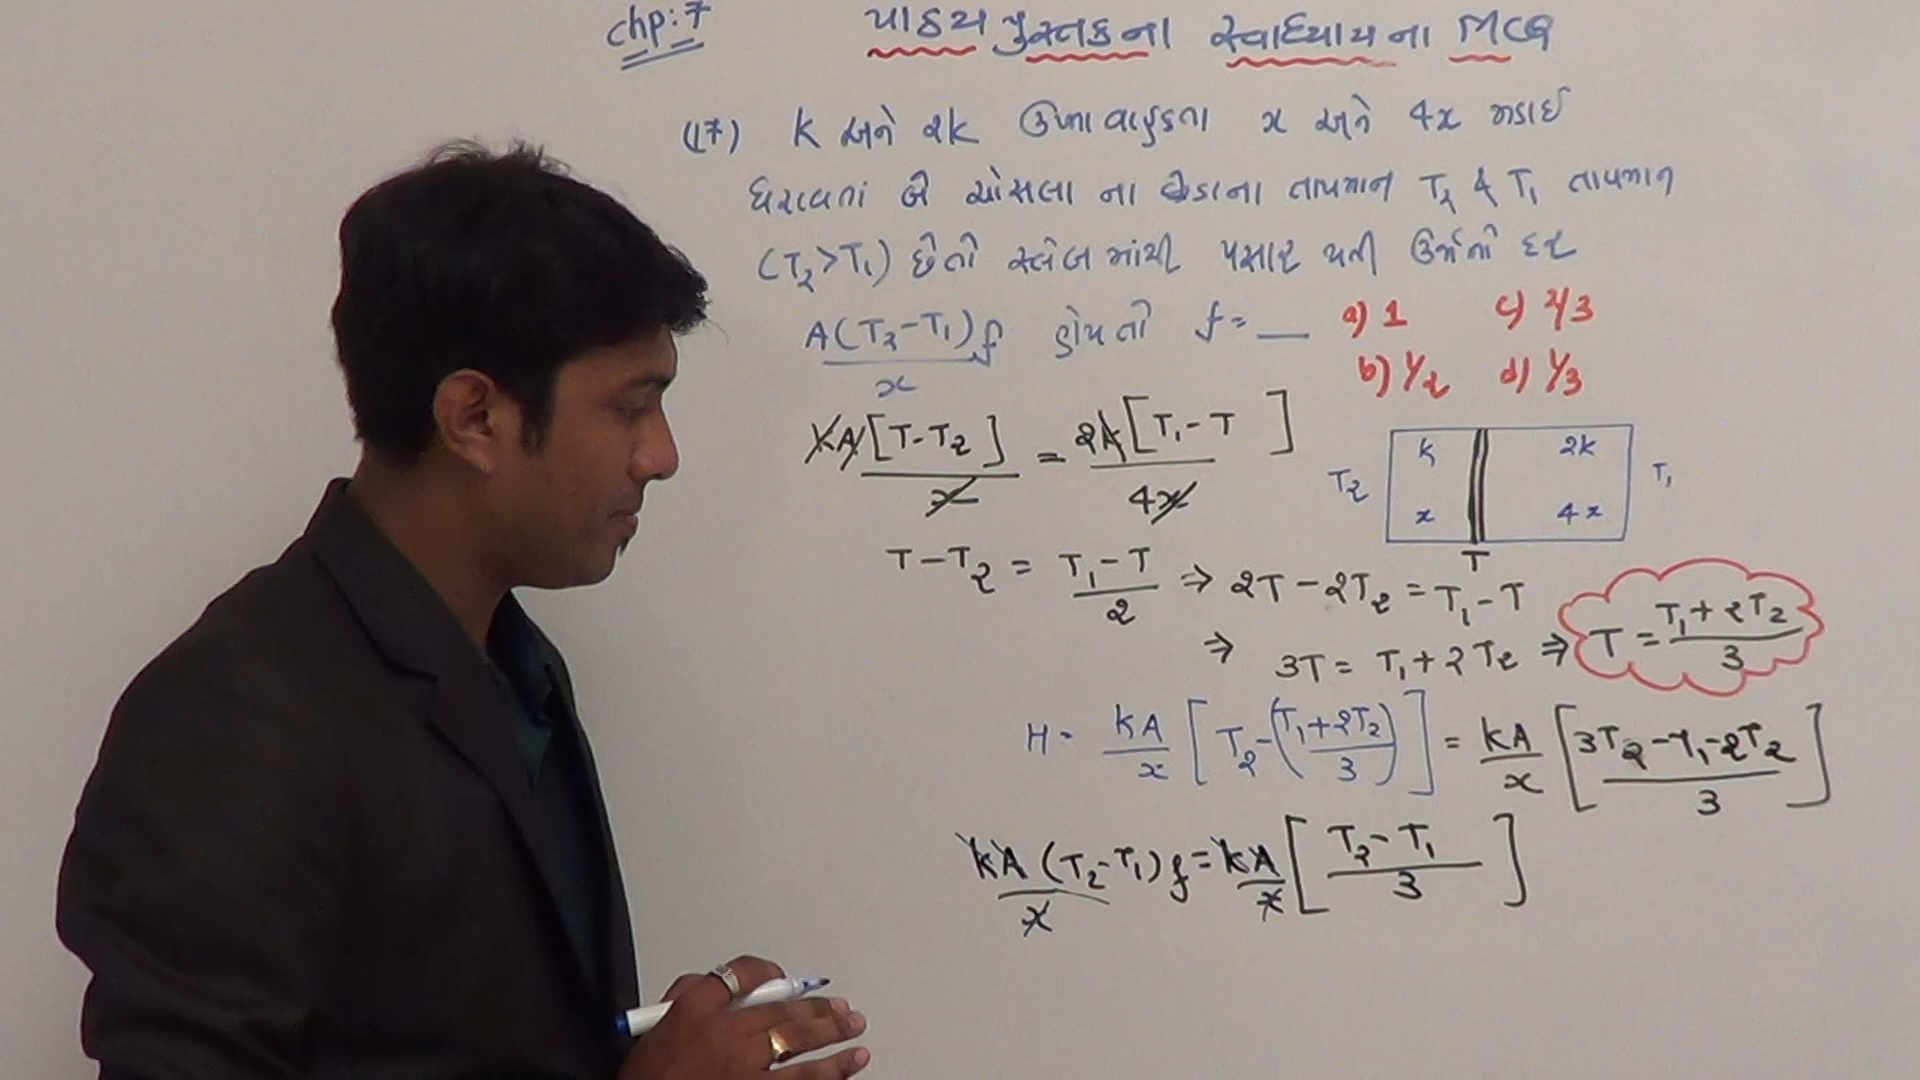 chp:7 પાઠય પુસ્તકના સ્વાધ્યાયના MCQ
(17) K અને 2K ઉષ્માવાહકતા x અને 4x જાડાઈ
ધરાવતાં બે ચોસલા ના છેડાના તાપમાન T₂ & T₁ તાપમાન
(T₂>T₁) છે તો સ્લેબ માંથી પસાર થતી ઉર્જાનો દર
A(T₂-T₁)f / x હોય તો f = __ a) 1 c) 2/3
b) 1/2 d) 1/3
KA[T-T₂] / x = 2K[T₁-T] / 4x
K 2K
T₂ T₁
x 4x
T
T-T₂ = (T₁-T)/2 ⇒ 2T-2T₂ = T₁-T
⇒ 3T = T₁+2T₂ ⇒ T = (T₁+2T₂)/3
H = kA/x [T₂-(T₁+2T₂)/3] = kA/x [(3T₂-T₁-2T₂)/3]
kA(T₂-T₁)f / x = kA/x [(T₂-T₁)/3]